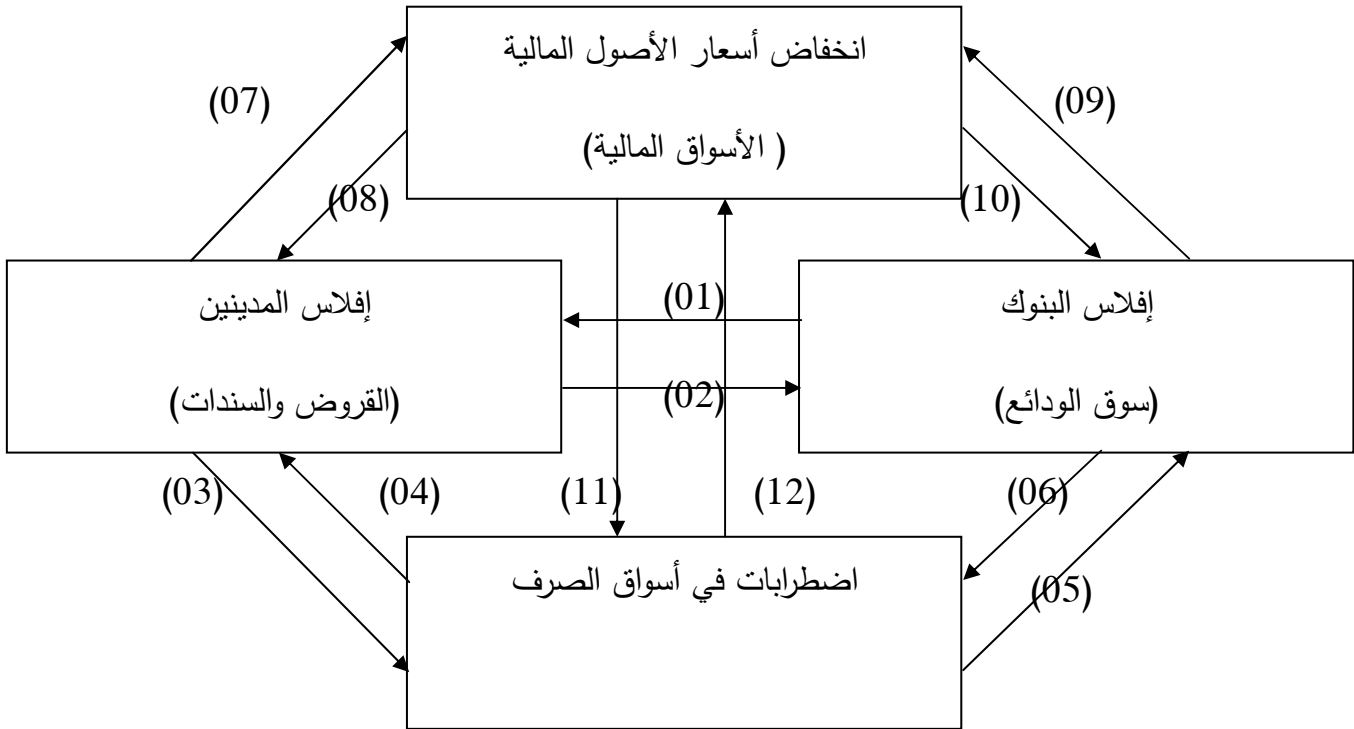 انخفاض أسعار الأصول المالية
( الأسواق المالية)
(07)
(09)
(08)
(10)
إفلاس المدينين
(القروض والسندات)
(01)
(02)
إفلاس البنوك
(سوق الودائع)
(03)
(04)
(11)
(12)
(06)
(05)
اضطرابات في أسواق الصرف